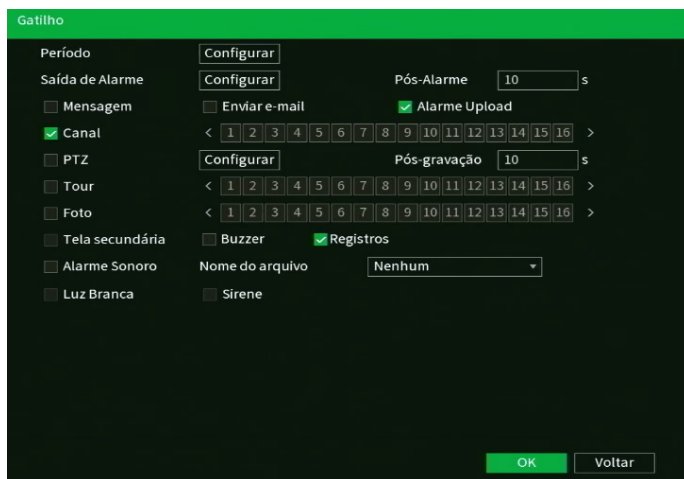 Gatilho
Período Configurar
Saída de Alarme Configurar Pós-Alarme 10 s
Mensagem Enviar e-mail Alarme Upload
Canal < 1 2 3 4 5 6 7 8 9 10 11 12 13 14 15 16 >
PTZ Configurar Pós-gravação 10 s
Tour < 1 2 3 4 5 6 7 8 9 10 11 12 13 14 15 16 >
Foto < 1 2 3 4 5 6 7 8 9 10 11 12 13 14 15 16 >
Tela secundária Buzzer Registros
Alarme Sonoro Nome do arquivo Nenhum
Luz Branca Sirene
OK Voltar